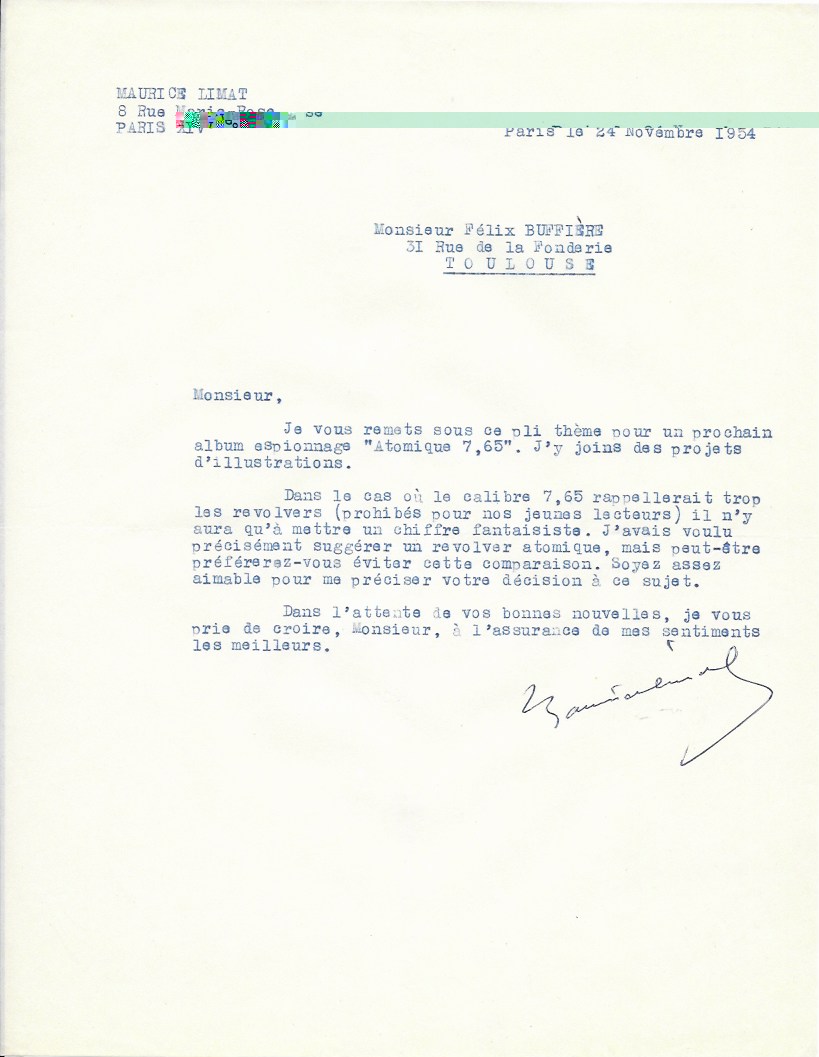 MAURICE LIMAT
8 Rue Marie-Rose
PARIS XIV
Paris le 24 Novembre I954
Monsieur Félix BUFFIÈRE
3I Rue de la Fonderie
T O U L O U S E
Monsieur,
Je vous remets sous ce pli thème pour un prochain
album espionnage "Atomique 7,65". J'y joins des projets
d'illustrations.
Dans le cas où le calibre 7,65 rappellerait trop
les revolvers (prohibés pour nos jeunes lecteurs) il n'y
aura qu'à mettre un chiffre fantaisiste. J'avais voulu
précisément suggérer un revolver atomique, mais peut-être
préférerez-vous éviter cette comparaison. Soyez assez
aimable pour me préciser votre décision à ce sujet.
Dans l'attente de vos bonnes nouvelles, je vous
prie de croire, Monsieur, à l'assurance de mes sentiments
les meilleurs.